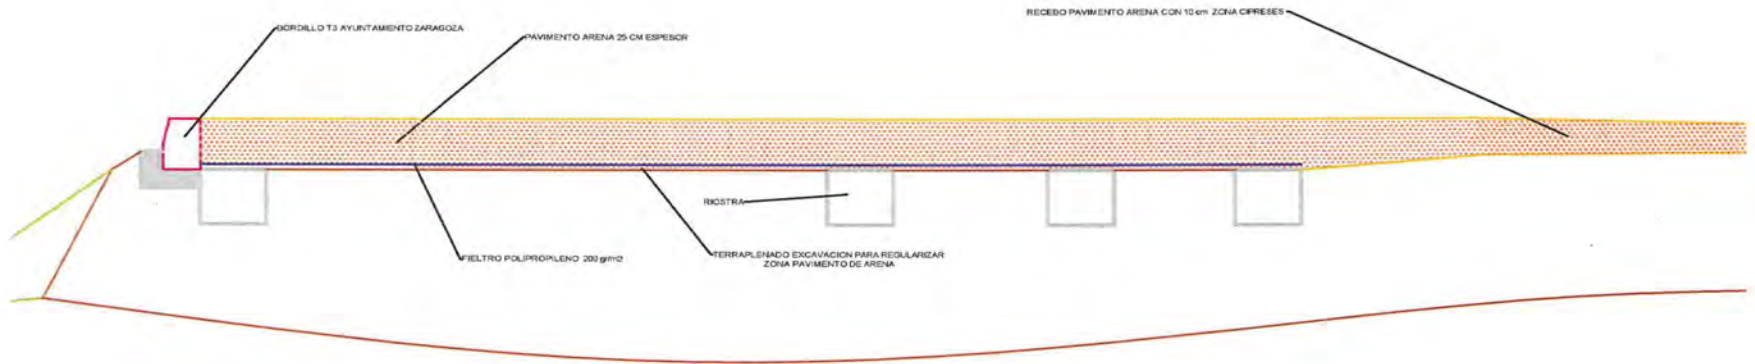 RECEBO PAVIMENTO ARENA CON 10 cm ZONA CIPRESES
BORDILLO T3 AYUNTAMIENTO ZARAGOZA
PAVIMENTO ARENA 25 CM ESPESOR
RIOSTRA
FIELTRO POLIPROPILENO 200 gr/m2
TERRAPLENADO EXCAVACION PARA REGULARIZAR
ZONA PAVIMENTO DE ARENA